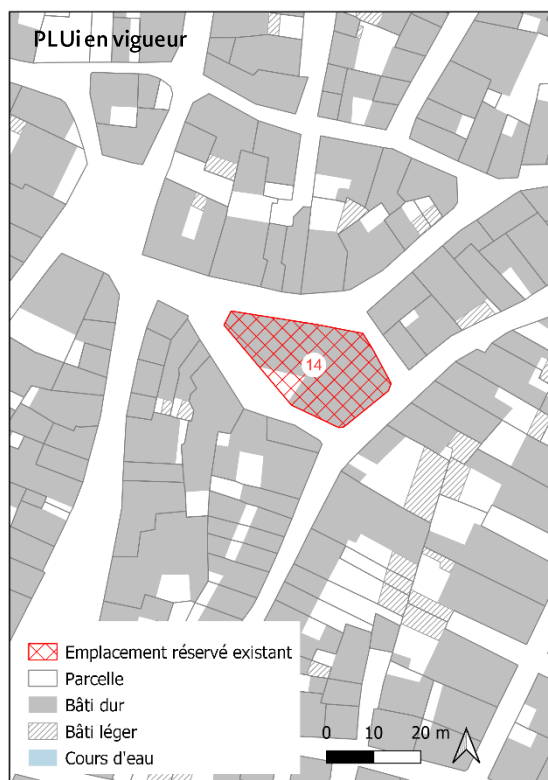 PLUi en vigueur
14
Emplacement réservé existant
Parcelle
Bâti dur
Bâti léger
Cours d'eau
0 10 20 m